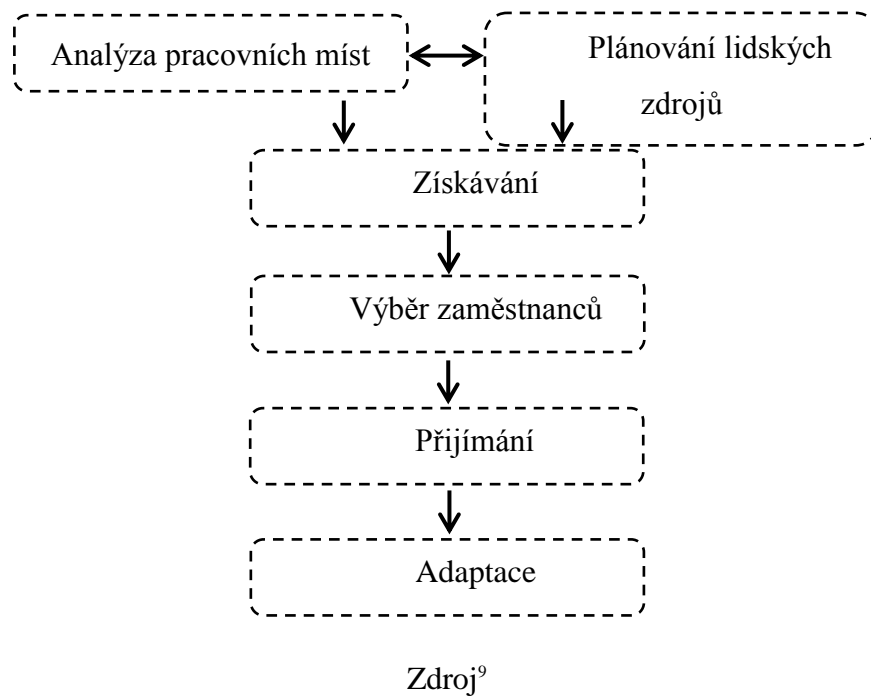 Analýza pracovních míst
Plánování lidských
zdrojů
Získávání
Výběr zaměstnanců
Přijímání
Adaptace
Zdroj⁹